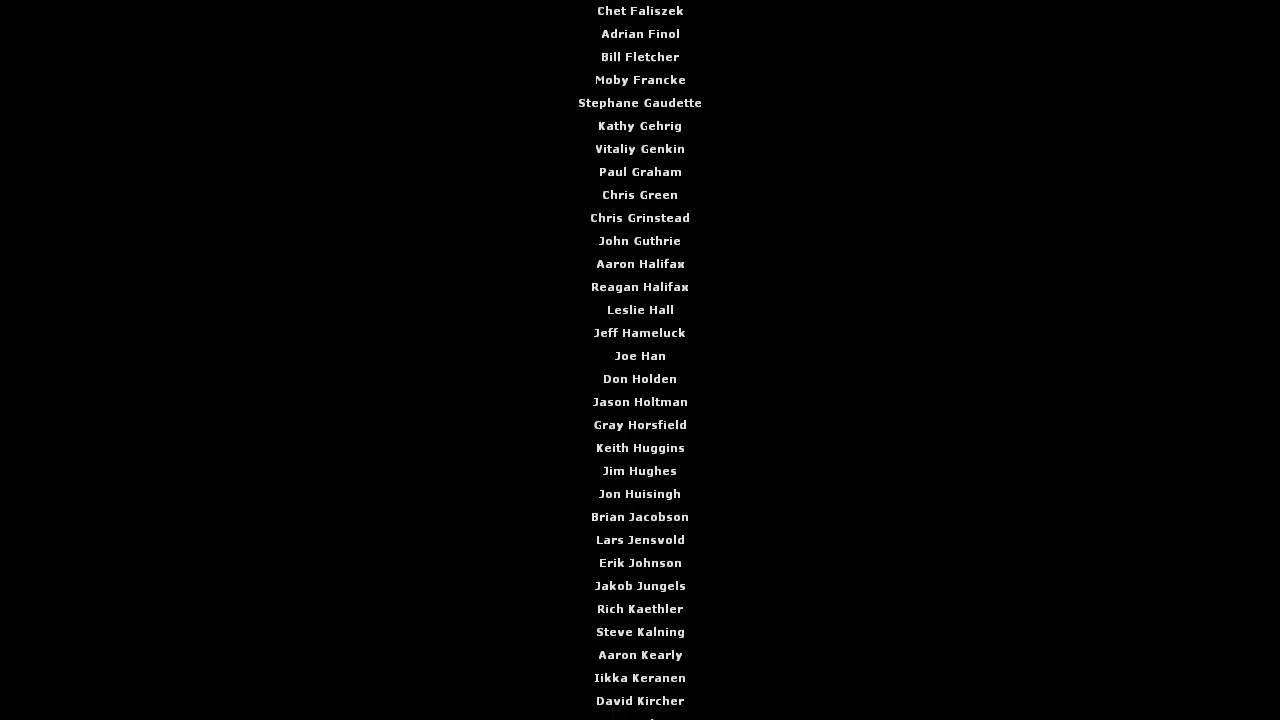 Chet Faliszek
Adrian Finol
Bill Fletcher
Moby Francke
Stephane Gaudette
Kathy Gehrig
Vitaliy Genkin
Paul Graham
Chris Green
Chris Grinstead
John Guthrie
Aaron Halifax
Reagan Halifax
Leslie Hall
Jeff Hameluck
Joe Han
Don Holden
Jason Holtman
Gray Horsfield
Keith Huggins
Jim Hughes
Jon Huisingh
Brian Jacobson
Lars Jensvold
Erik Johnson
Jakob Jungels
Rich Kaethler
Steve Kalning
Aaron Kearly
Iikka Keranen
David Kircher